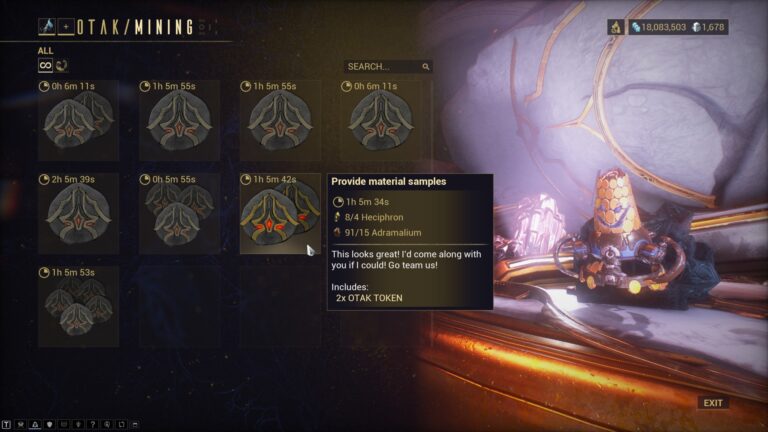 OTAK/MINING
18,083,503 1,678
ALL
SEARCH...
0h 6m 11s 1h 5m 55s 1h 5m 55s 0h 6m 11s
2h 5m 39s 0h 5m 55s 1h 5m 42s
Provide material samples
1h 5m 34s
8/4 Heciphron
91/15 Adramalium
This looks great! I'd come along with
you if I could! Go team us!
Includes:
2x OTAK TOKEN
1h 5m 53s
EXIT